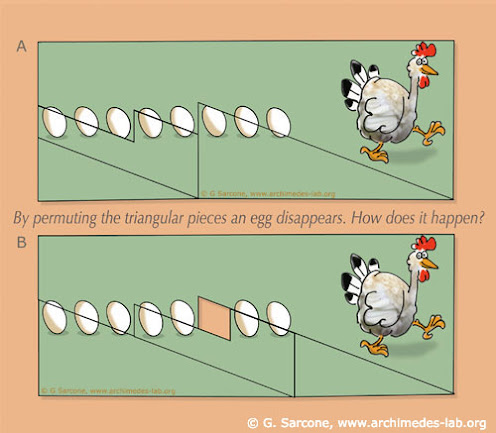 A
© G Sarcone, www.archimedes-lab.org
By permuting the triangular pieces an egg disappears. How does it happen?
B
© G Sarcone, www.archimedes-lab.org
© G. Sarcone, www.archimedes-lab.org